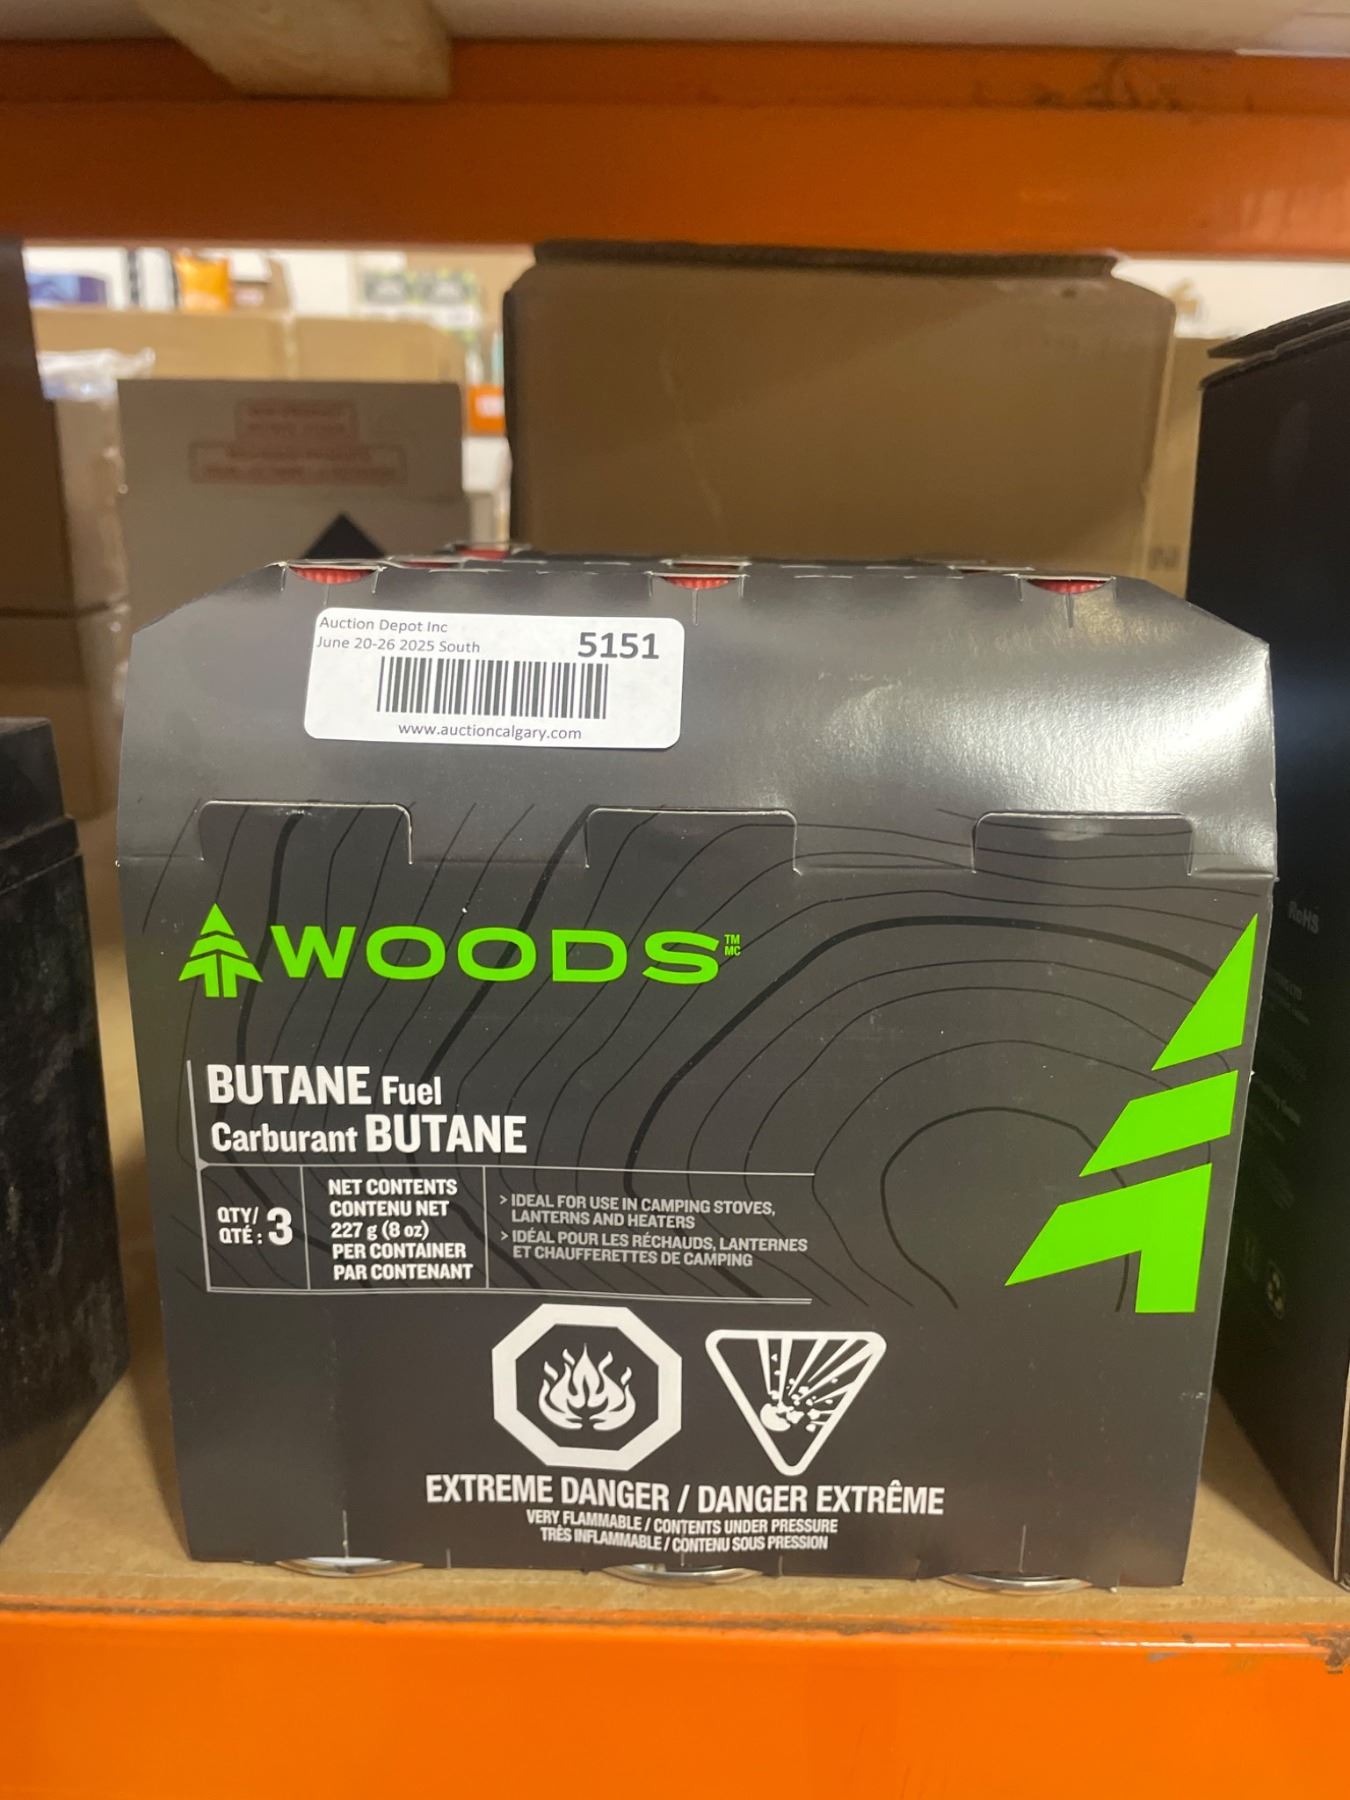 Auction Depot Inc
June 20-26 2025 South
5151
www.auctioncalgary.com
WOODS TM MC
BUTANE Fuel
Carburant BUTANE
QTY/
QTÉ : 3
NET CONTENTS
CONTENU NET
227 g (8 oz)
PER CONTAINER
PAR CONTENANT
> IDEAL FOR USE IN CAMPING STOVES,
LANTERNS AND HEATERS
> IDÉAL POUR LES RÉCHAUDS, LANTERNES
ET CHAUFFERETTES DE CAMPING
EXTREME DANGER / DANGER EXTRÊME
VERY FLAMMABLE / CONTENTS UNDER PRESSURE
TRÈS INFLAMMABLE / CONTENU SOUS PRESSION
RoHS